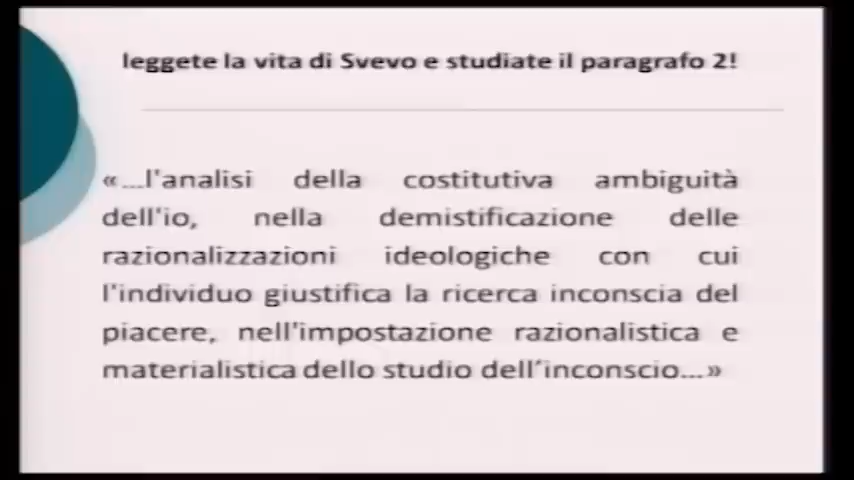 leggete la vita di Svevo e studiate il paragrafo 2!
«...l'analisi della costitutiva ambiguità
dell'io, nella demistificazione delle
razionalizzazioni ideologiche con cui
l'individuo giustifica la ricerca inconscia del
piacere, nell'impostazione razionalistica e
materialistica dello studio dell’inconscio...»